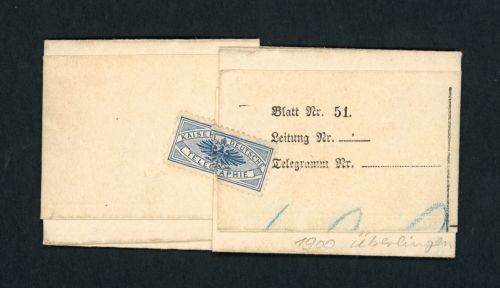 KAISERL. DEUTSCHE
TELEGRAPHIE
Blatt Nr. 51.
Leitung Nr.
Telegramm Nr.
1900 Überlingen